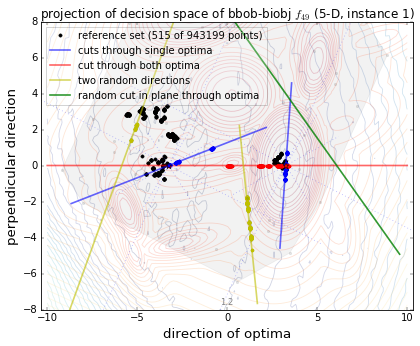 projection of decision space of bbob-biobj f49 (5-D, instance 1)
reference set (515 of 943199 points)
cuts through single optima
cut through both optima
two random directions
random cut in plane through optima
perpendicular direction
8
6
4
2
0
−2
−4
−6
−8
1.2
−10
−5
0
5
10
direction of optima